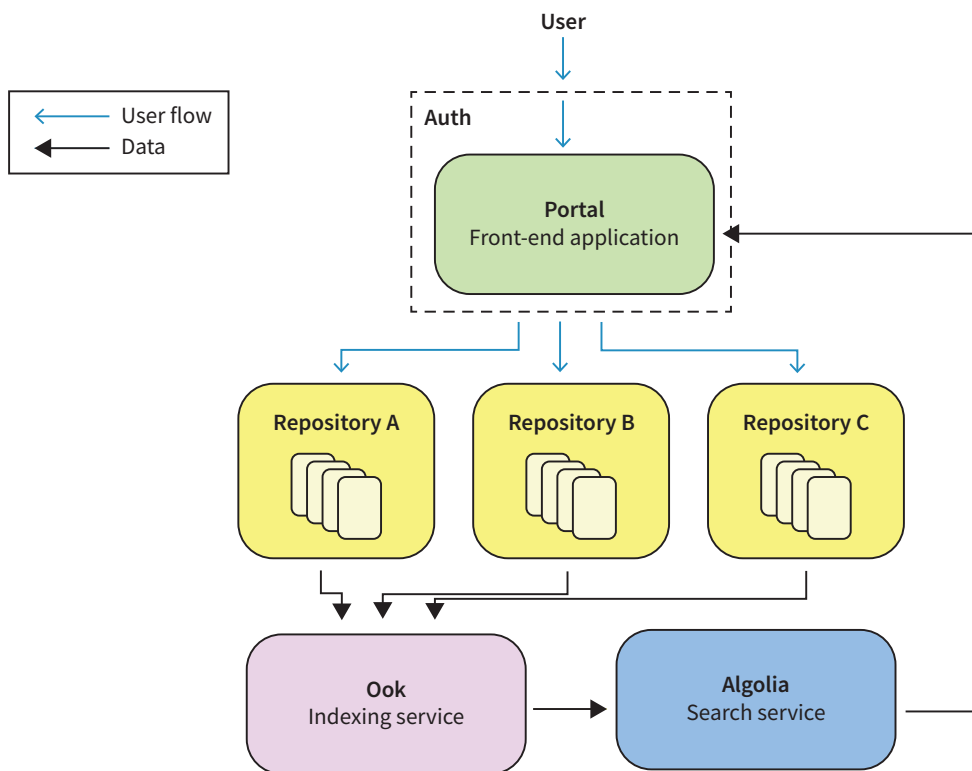 User
User flow
Data
Auth
Portal
Front-end application
Repository A
Repository B
Repository C
Ook
Indexing service
Algolia
Search service